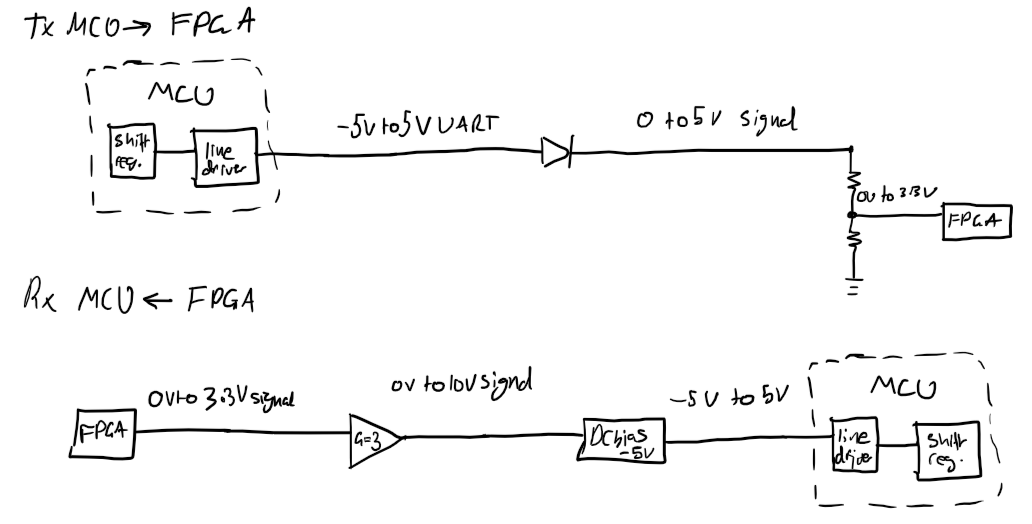 Tx MCU → FPGA
MCU
shift
reg.
line
driver
-5V to 5V UART
0 to 5V signal
0V to 3.3V
FPGA
Rx MCU ← FPGA
FPGA
0V to 3.3V signal
G=3
0V to 10V signal
DC bias
-5V
-5V to 5V
MCU
line
driver
shift
reg.